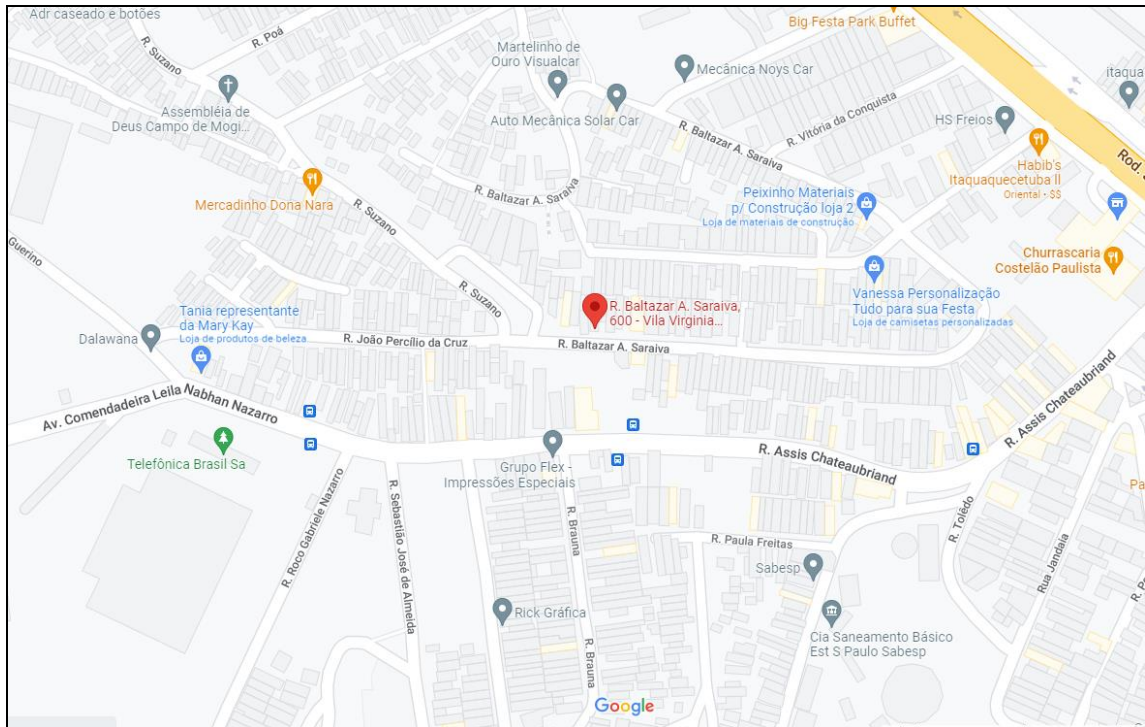 Adr caseado e botões
R. Poá
R. Suzano
Big Festa Park Buffet
Martelinho de
Ouro Visualcar
Mecânica Noys Car
itaqua
Assembléia de
Deus Campo de Mogi...
Auto Mecânica Solar Car
R. Baltazar A. Saraiva
R. Vitória da Conquista
HS Freios
Rod.
Habib's
Itaquaquecetuba ll
Oriental · $$
Mercadinho Dona Nara
R. Baltazar A. Saraiva
Peixinho Materiais
p/ Construção loja 2
Loja de materiais de construção
R. Suzano
Guerino
Churrascaria
Costelão Paulista
R. Suzano
Vanessa Personalização
Tudo para sua Festa
Loja de camisetas personalizadas
R. Baltazar A. Saraiva,
600 - Vila Virginia...
Tania representante
da Mary Kay
Loja de produtos de beleza
Dalawana
R. João Percílio da Cruz
R. Baltazar A. Saraiva
Av. Comendadeira Leila Nabhan Nazarro
R. Assis Chateaubriand
R. Assis Chateaubriand
Telefônica Brasil Sa
Grupo Flex -
Impressões Especiais
Pa
R. Roco Gabriele Nazarro
R. Sebastião José de Almeida
R. Brauna
R. Paula Freitas
R. Tolêdo
Rua Jandaia
Sabesp
R. P
Rick Gráfica
Cia Saneamento Básico
Est S Paulo Sabesp
R. Brauna
Google